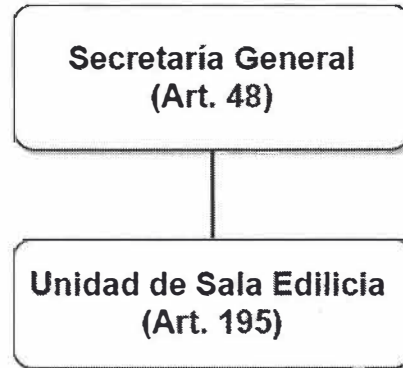 Secretaría General
(Art. 48)
Unidad de Sala Edilicia
(Art. 195)